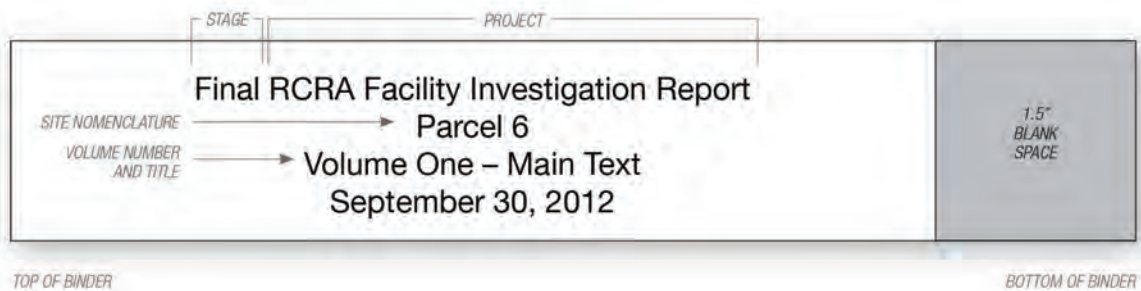 STAGE PROJECT
Final RCRA Facility Investigation Report
SITE NOMENCLATURE Parcel 6
VOLUME NUMBER
AND TITLE
Volume One – Main Text
September 30, 2012
1.5"
BLANK
SPACE
TOP OF BINDER BOTTOM OF BINDER